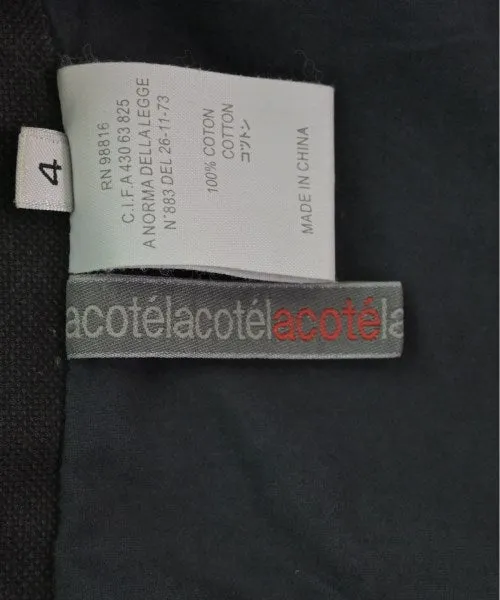 4
RN 98816
C.I.F.A 430 63 825
A NORMA DELLA LEGGE
N°883 DEL 26-11-73
100% COTON
COTTON
コットン
MADE IN CHINA
acotélacotélacotéla